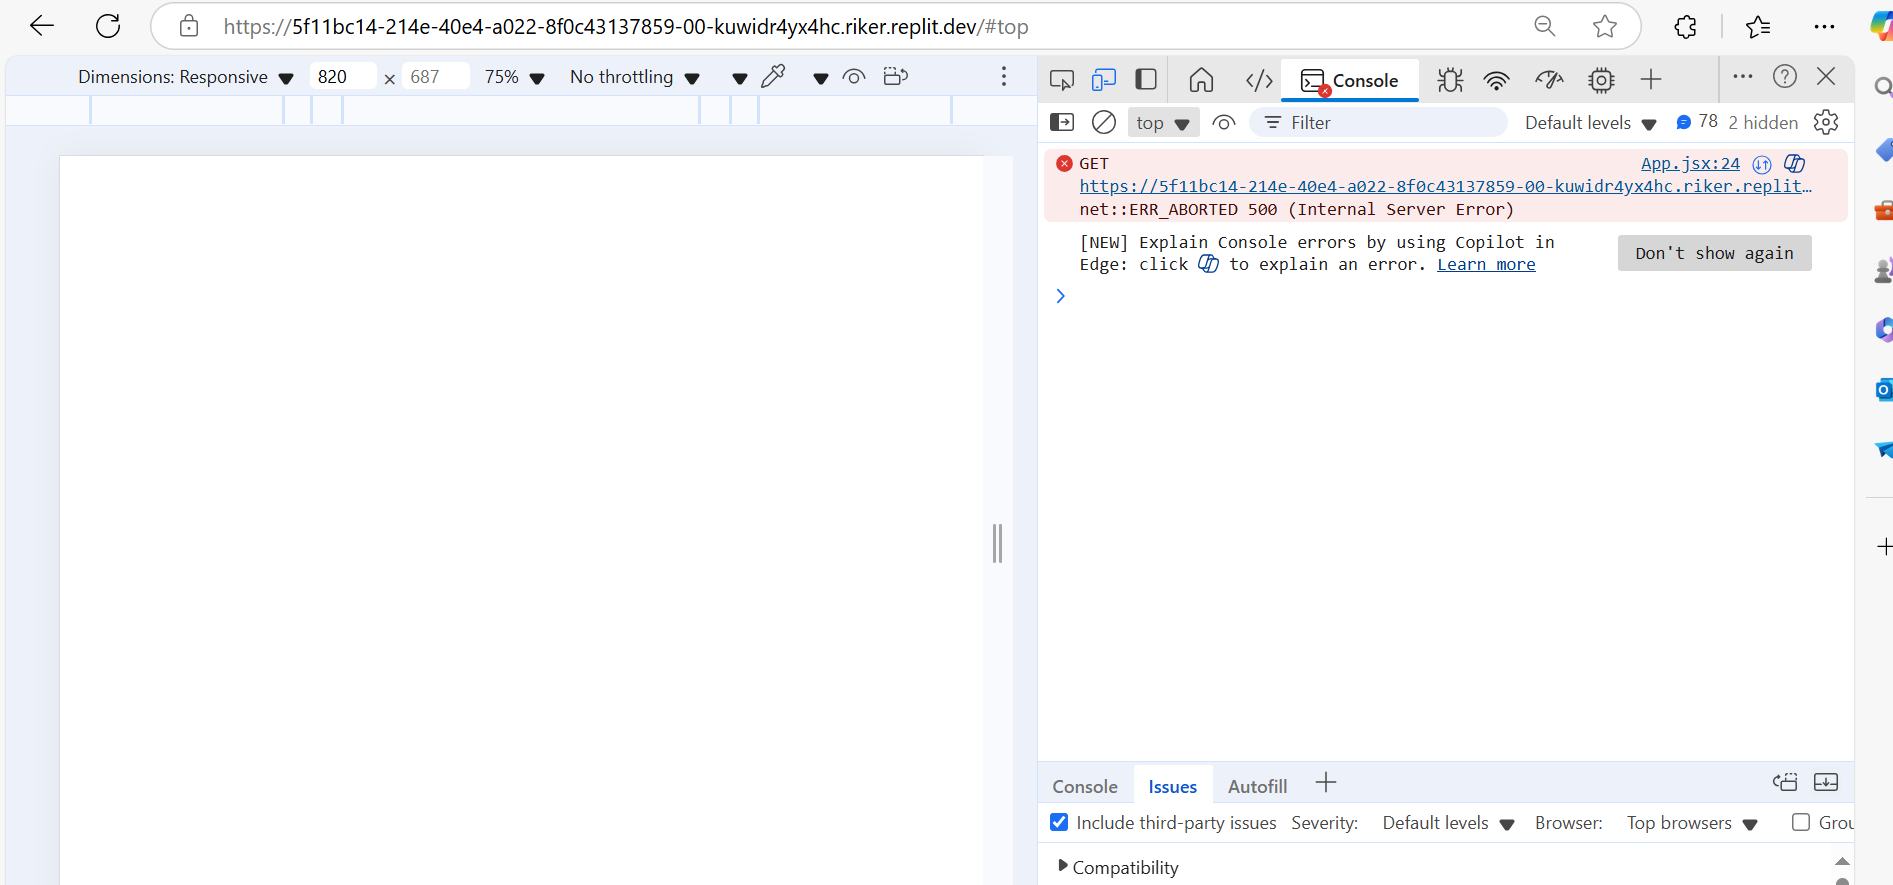 https://5f11bc14-214e-40e4-a022-8f0c43137859-00-kuwidr4yx4hc.riker.replit.dev/#top
Dimensions: Responsive 820 × 687 75% No throttling
Console
top Filter Default levels 78 2 hidden
GET App.jsx:24
https://5f11bc14-214e-40e4-a022-8f0c43137859-00-kuwidr4yx4hc.riker.replit…
net::ERR_ABORTED 500 (Internal Server Error)
[NEW] Explain Console errors by using Copilot in
Edge: click to explain an error. Learn more
Don't show again
Console Issues Autofill
Include third-party issues Severity: Default levels Browser: Top browsers Grou
Compatibility